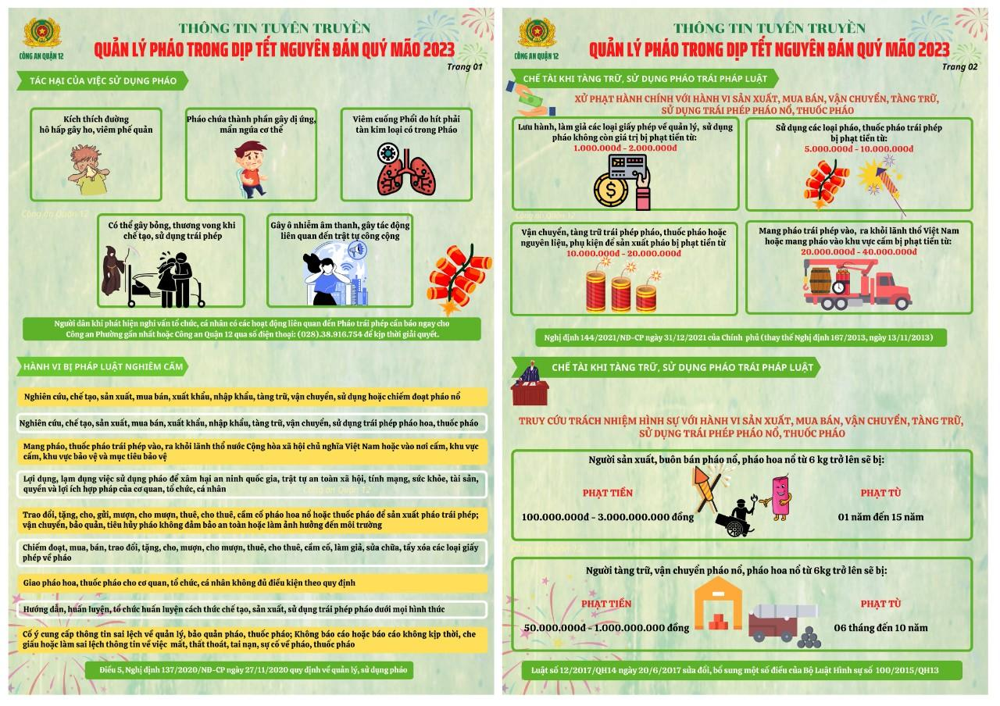 THÔNG TIN TUYÊN TRUYỀN
CÔNG AN QUẬN 12
QUẢN LÝ PHÁO TRONG DỊP TẾT NGUYÊN ĐÁN QUÝ MÃO 2023
Trang 01
TÁC HẠI CỦA VIỆC SỬ DỤNG PHÁO
Kích thích đường
hô hấp gây ho, viêm phế quản
Pháo chứa thành phần gây dị ứng,
mẩn ngứa cơ thể
Viêm cuống Phổi do hít phải
tàn kim loại có trong Pháo
Công an Quận 12
Có thể gây bỏng, thương vong khi
chế tạo, sử dụng trái phép
Gây ô nhiễm âm thanh, gây tác động
liên quan đến trật tự công cộng
Người dân khi phát hiện nghi vấn tổ chức, cá nhân có các hoạt động liên quan đến Pháo trái phép cần báo ngay cho
Công an Phường gần nhất hoặc Công an Quận 12 qua số điện thoại: (028).38.916.754 để kịp thời giải quyết.
HÀNH VI BỊ PHÁP LUẬT NGHIÊM CẤM
Nghiên cứu, chế tạo, sản xuất, mua bán, xuất khẩu, nhập khẩu, tàng trữ, vận chuyển, sử dụng hoặc chiếm đoạt pháo nổ
Nghiên cứu, chế tạo, sản xuất, mua bán, xuất khẩu, nhập khẩu, tàng trữ, vận chuyển, sử dụng trái phép pháo hoa, thuốc pháo
Mang pháo, thuốc pháo trái phép vào, ra khỏi lãnh thổ nước Cộng hòa xã hội chủ nghĩa Việt Nam hoặc vào nơi cấm, khu vực
cấm, khu vực bảo vệ và mục tiêu bảo vệ
Lợi dụng, lạm dụng việc sử dụng pháo để xâm hại an ninh quốc gia, trật tự an toàn xã hội, tính mạng, sức khỏe, tài sản,
quyền và lợi ích hợp pháp của cơ quan, tổ chức, cá nhân
Công an Quận 12
Trao đổi, tặng, cho, gửi, mượn, cho mượn, thuê, cho thuê, cầm cố pháo hoa nổ hoặc thuốc pháo để sản xuất pháo trái phép;
vận chuyển, bảo quản, tiêu hủy pháo không đảm bảo an toàn hoặc làm ảnh hưởng đến môi trường
Chiếm đoạt, mua, bán, trao đổi, tặng, cho, mượn, cho mượn, thuê, cho thuê, cầm cố, làm giả, sửa chữa, tẩy xóa các loại giấy
phép về pháo
Giao pháo hoa, thuốc pháo cho cơ quan, tổ chức, cá nhân không đủ điều kiện theo quy định
Hướng dẫn, huấn luyện, tổ chức huấn luyện cách thức chế tạo, sản xuất, sử dụng trái phép pháo dưới mọi hình thức
Cố ý cung cấp thông tin sai lệch về quản lý, bảo quản pháo, thuốc pháo; Không báo cáo hoặc báo cáo không kịp thời, che
giấu hoặc làm sai lệch thông tin về việc mất, thất thoát, tai nạn, sự cố về pháo, thuốc pháo
Điều 5, Nghị định 137/2020/NĐ-CP ngày 27/11/2020 quy định về quản lý, sử dụng pháo
THÔNG TIN TUYÊN TRUYỀN
CÔNG AN QUẬN 12
QUẢN LÝ PHÁO TRONG DỊP TẾT NGUYÊN ĐÁN QUÝ MÃO 2023
Trang 02
CHẾ TÀI KHI TÀNG TRỮ, SỬ DỤNG PHÁO TRÁI PHÁP LUẬT
XỬ PHẠT HÀNH CHÍNH VỚI HÀNH VI SẢN XUẤT, MUA BÁN, VẬN CHUYỂN, TÀNG TRỮ,
SỬ DỤNG TRÁI PHÉP PHÁO NỔ, THUỐC PHÁO
Lưu hành, làm giả các loại giấy phép về quản lý, sử dụng
pháo không còn giá trị bị phạt tiền từ:
1.000.000đ - 2.000.000đ
Sử dụng các loại pháo, thuốc pháo trái phép
bị phạt tiền từ:
5.000.000đ - 10.000.000đ
Công an Quận 12
Vận chuyển, tàng trữ trái phép pháo, thuốc pháo hoặc
nguyên liệu, phụ kiện để sản xuất pháo bị phạt tiền từ
10.000.000đ - 20.000.000đ
Mang pháo trái phép vào, ra khỏi lãnh thổ Việt Nam
hoặc mang pháo vào khu vực cấm bị phạt tiền từ:
20.000.000đ - 40.000.000đ
Nghị định 144/2021/NĐ-CP ngày 31/12/2021 của Chính phủ (thay thế Nghị định 167/2013, ngày 13/11/2013)
CHẾ TÀI KHI TÀNG TRỮ, SỬ DỤNG PHÁO TRÁI PHÁP LUẬT
TRUY CỨU TRÁCH NHIỆM HÌNH SỰ VỚI HÀNH VI SẢN XUẤT, MUA BÁN, VẬN CHUYỂN, TÀNG TRỮ,
SỬ DỤNG TRÁI PHÉP PHÁO NỔ, THUỐC PHÁO
Người sản xuất, buôn bán pháo nổ, pháo hoa nổ từ 6 kg trở lên sẽ bị:
PHẠT TIỀN
PHẠT TÙ
100.000.000đ - 3.000.000.000 đồng
01 năm đến 15 năm
Người tàng trữ, vận chuyển pháo nổ, pháo hoa nổ từ 6kg trở lên sẽ bị:
PHẠT TIỀN
PHẠT TÙ
50.000.000đ - 1.000.000.000 đồng
06 tháng đến 10 năm
Luật số 12/2017/QH14 ngày 20/6/2017 sửa đổi, bổ sung một số điều của Bộ Luật Hình sự số 100/2015/QH13